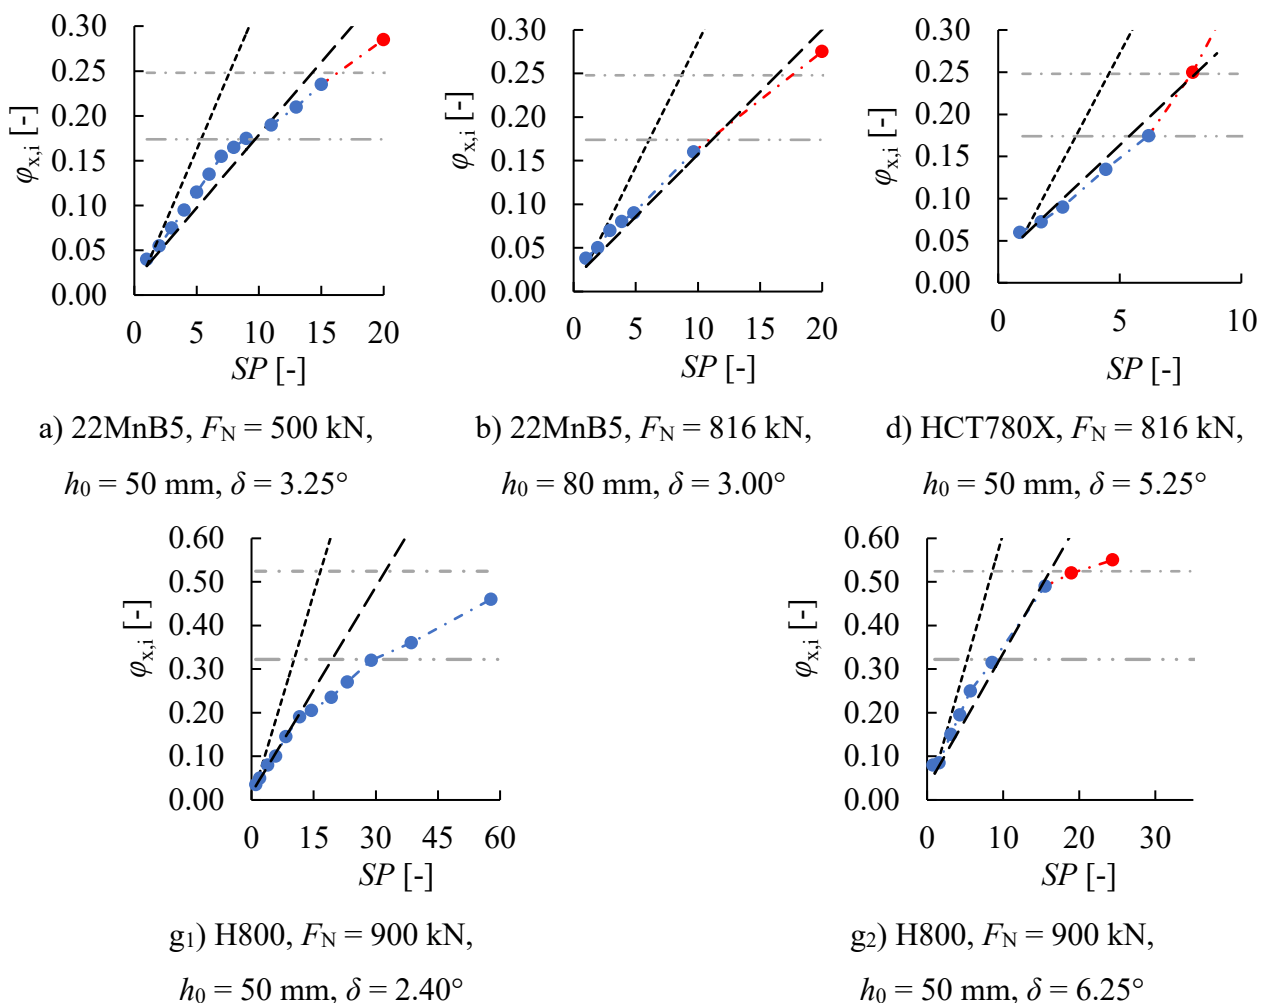 φx,i [-]
0.30
0.25
0.20
0.15
0.10
0.05
0.00
0 5 10 15 20
SP [-]
a) 22MnB5, FN = 500 kN,
h0 = 50 mm, δ = 3.25°
φx,i [-]
0.30
0.25
0.20
0.15
0.10
0.05
0.00
0 5 10 15 20
SP [-]
b) 22MnB5, FN = 816 kN,
h0 = 80 mm, δ = 3.00°
φx,i [-]
0.30
0.25
0.20
0.15
0.10
0.05
0.00
0 5 10
SP [-]
d) HCT780X, FN = 816 kN,
h0 = 50 mm, δ = 5.25°
φx,i [-]
0.60
0.50
0.40
0.30
0.20
0.10
0.00
0 15 30 45 60
SP [-]
g1) H800, FN = 900 kN,
h0 = 50 mm, δ = 2.40°
φx,i [-]
0.60
0.50
0.40
0.30
0.20
0.10
0.00
0 10 20 30
SP [-]
g2) H800, FN = 900 kN,
h0 = 50 mm, δ = 6.25°